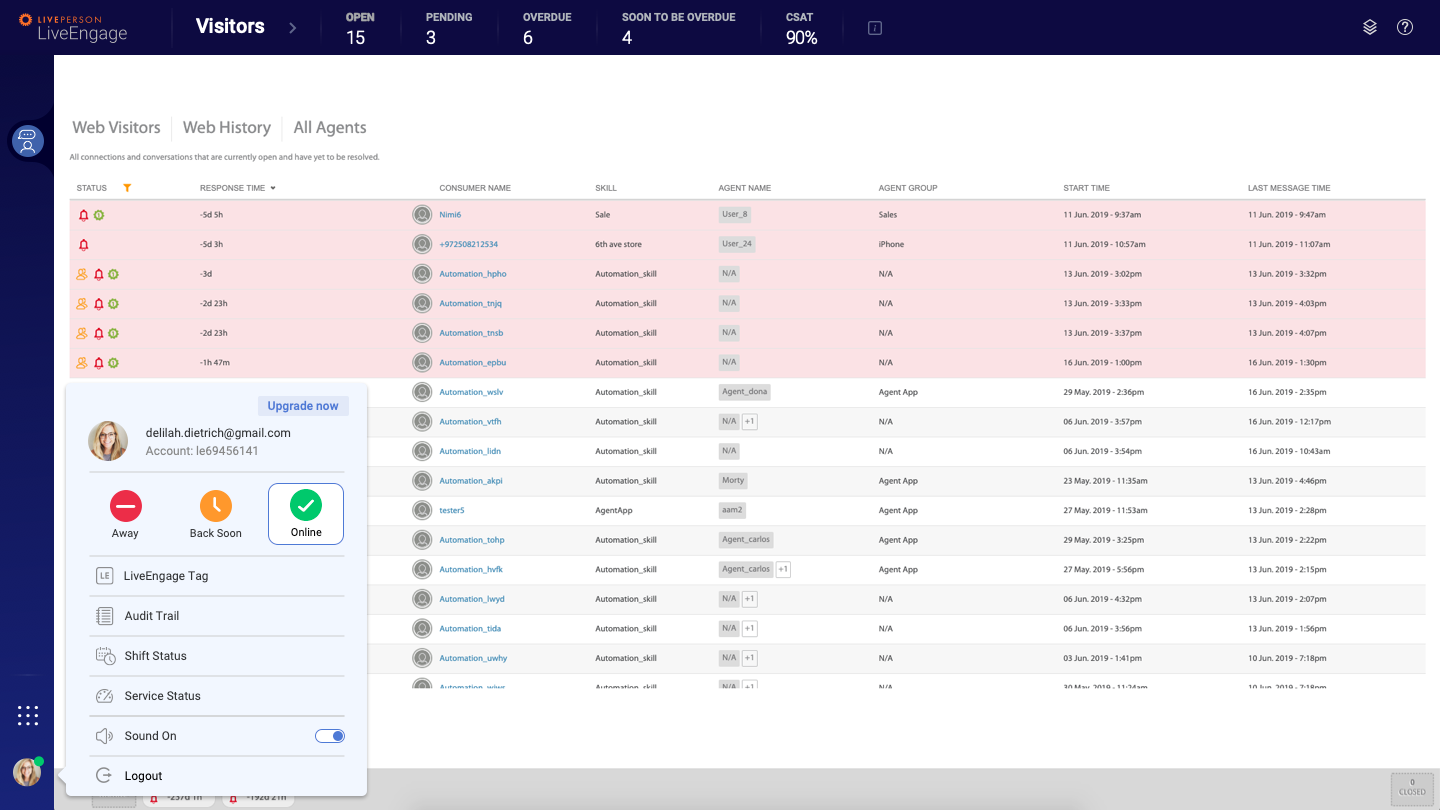 LIVEPERSON
LiveEngage
Visitors
OPEN
15
PENDING
3
OVERDUE
6
SOON TO BE OVERDUE
4
CSAT
90%
Web Visitors Web History All Agents
All connections and conversations that are currently open and have yet to be resolved.
STATUS RESPONSE TIME CONSUMER NAME SKILL AGENT NAME AGENT GROUP START TIME LAST MESSAGE TIME
-5d 5h Nimi6 Sale User_8 Sales 11 Jun. 2019 - 9:37am 11 Jun. 2019 - 9:47am
-5d 3h +972508212534 6th ave store User_24 iPhone 11 Jun. 2019 - 10:57am 11 Jun. 2019 - 11:07am
-3d Automation_hpho Automation_skill N/A N/A 13 Jun. 2019 - 3:02pm 13 Jun. 2019 - 3:32pm
-2d 23h Automation_tnjq Automation_skill N/A N/A 13 Jun. 2019 - 3:33pm 13 Jun. 2019 - 4:03pm
-2d 23h Automation_tnsb Automation_skill N/A N/A 13 Jun. 2019 - 3:37pm 13 Jun. 2019 - 4:07pm
-1h 47m Automation_epbu Automation_skill N/A N/A 16 Jun. 2019 - 1:00pm 16 Jun. 2019 - 1:30pm
Automation_wslv Automation_skill Agent_dona Agent App 29 May. 2019 - 2:36pm 16 Jun. 2019 - 2:35pm
Automation_vtfh Automation_skill N/A +1 N/A 06 Jun. 2019 - 3:57pm 16 Jun. 2019 - 12:17pm
Automation_lidn Automation_skill N/A N/A 06 Jun. 2019 - 3:54pm 16 Jun. 2019 - 10:43am
Automation_akpi Automation_skill Morty Agent App 23 May. 2019 - 11:35am 13 Jun. 2019 - 4:46pm
tester5 AgentApp aam2 Agent App 27 May. 2019 - 11:53am 13 Jun. 2019 - 2:28pm
Automation_tohp Automation_skill Agent_carlos Agent App 29 May. 2019 - 3:25pm 13 Jun. 2019 - 2:22pm
Automation_hvfk Automation_skill Agent_carlos +1 Agent App 27 May. 2019 - 5:56pm 13 Jun. 2019 - 2:15pm
Automation_lwyd Automation_skill N/A +1 N/A 06 Jun. 2019 - 4:32pm 13 Jun. 2019 - 2:07pm
Automation_tida Automation_skill N/A +1 N/A 06 Jun. 2019 - 3:56pm 13 Jun. 2019 - 1:56pm
Automation_uwhy Automation_skill N/A +1 N/A 03 Jun. 2019 - 1:41pm 10 Jun. 2019 - 7:18pm
Automation_skill N/A +1 N/A 30 May. 2019 - 11:24am 10 Jun. 2019 - 7:18pm
Upgrade now
delilah.dietrich@gmail.com
Account: le69456141
Away Back Soon Online
LE LiveEngage Tag
Audit Trail
Shift Status
Service Status
Sound On
Logout
-237d 1h -192d 21h
0
CLOSED